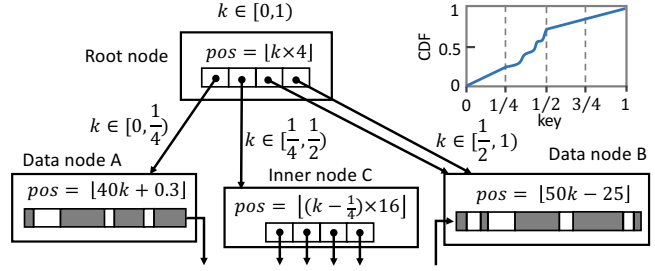 k ∈ [0,1)
Root node
pos = ⌊k×4⌋
CDF
1
0.5
0
0
1/4
1/2
3/4
1
key
k ∈ [0, 1/4)
k ∈ [1/4, 1/2)
k ∈ [1/2, 1)
Data node A
pos = ⌊40k + 0.3⌋
Inner node C
pos = ⌊(k − 1/4)×16⌋
Data node B
pos = ⌊50k − 25⌋